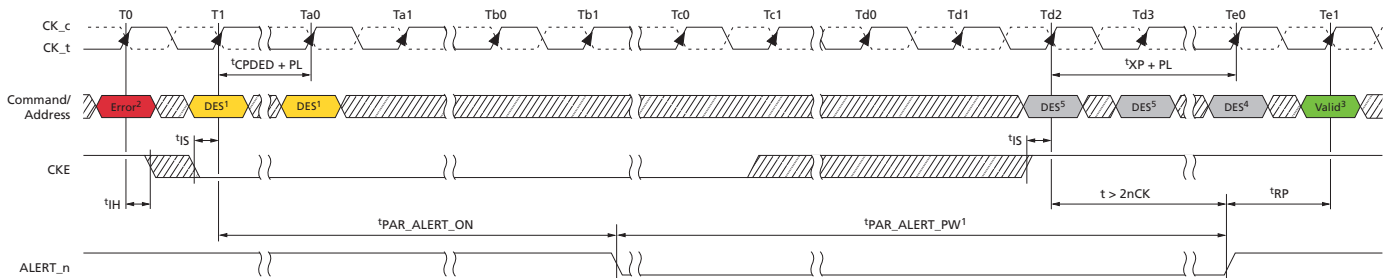 T0 T1 Ta0 Ta1 Tb0 Tb1 Tc0 Tc1 Td0 Td1 Td2 Td3 Te0 Te1
CK_c
CK_t
tCPDED + PL
tXP + PL
Command/
Address
Error²
DES¹
DES¹
DES⁵
DES⁵
DES⁴
Valid³
tIS
tIS
CKE
tIH
t > 2nCK
tRP
tPAR_ALERT_ON
tPAR_ALERT_PW¹
ALERT_n